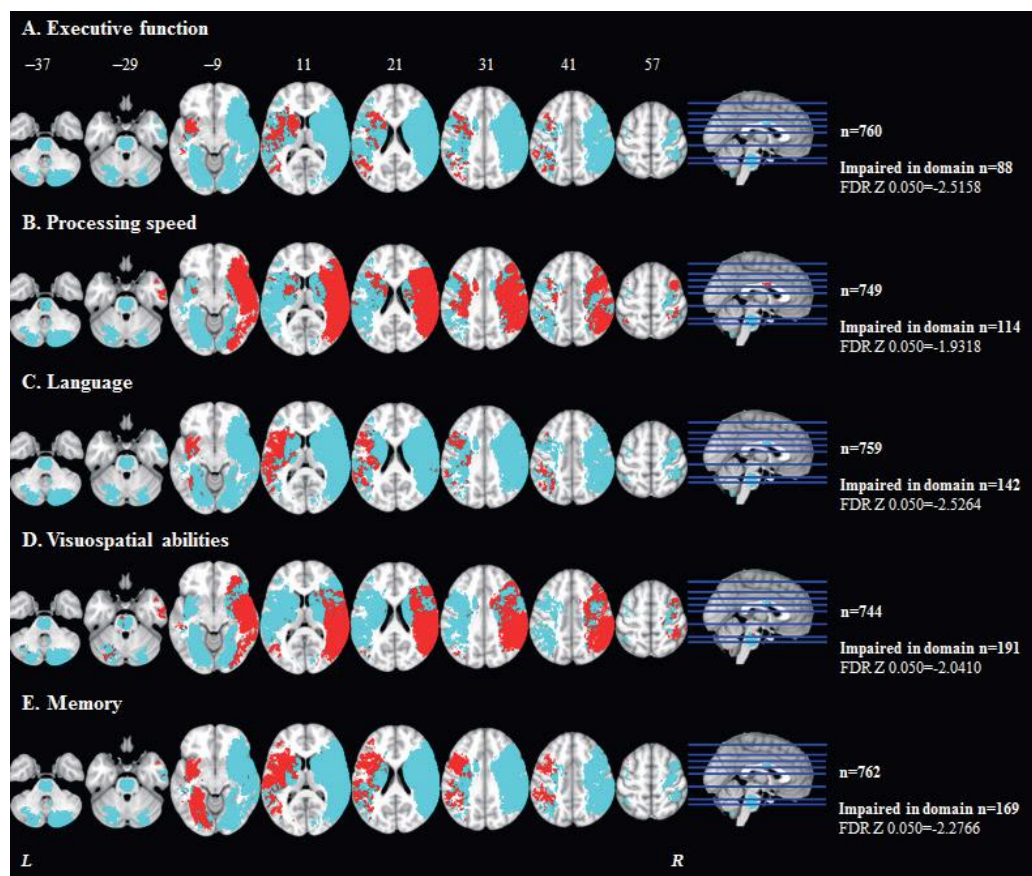 A. Executive function
−37 −29 −9 11 21 31 41 57
n=760
Impaired in domain n=88
FDR Z 0.050=-2.5158
B. Processing speed
n=749
Impaired in domain n=114
FDR Z 0.050=-1.9318
C. Language
n=759
Impaired in domain n=142
FDR Z 0.050=-2.5264
D. Visuospatial abilities
n=744
Impaired in domain n=191
FDR Z 0.050=-2.0410
E. Memory
n=762
Impaired in domain n=169
FDR Z 0.050=-2.2766
L R